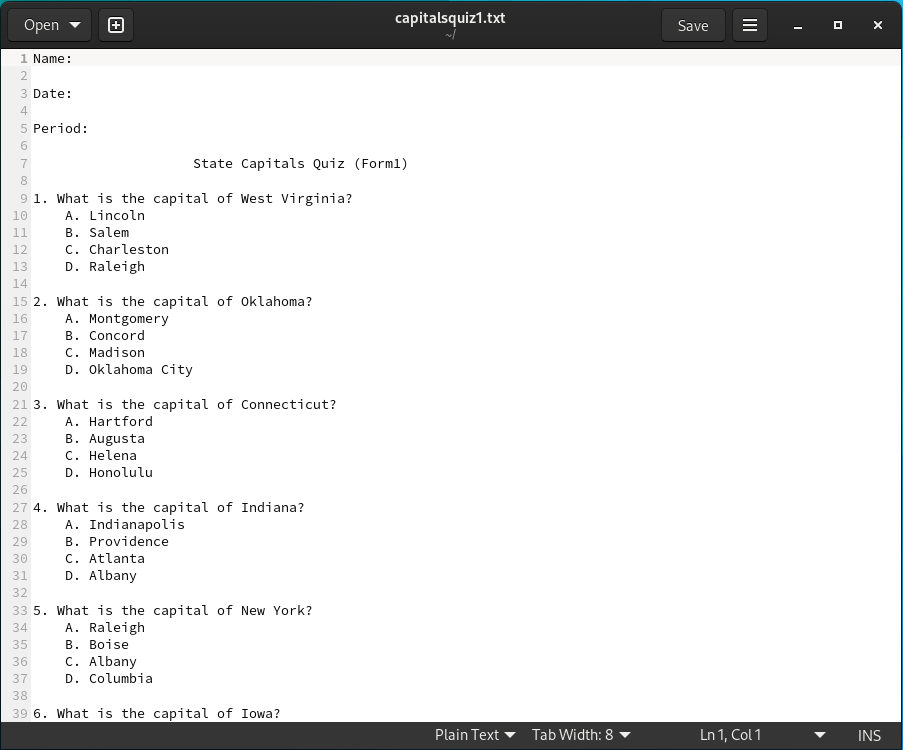 Open
capitalsquiz1.txt
~/
Save
1 Name:
2
3 Date:
4
5 Period:
6
7 State Capitals Quiz (Form1)
8
9 1. What is the capital of West Virginia?
10 A. Lincoln
11 B. Salem
12 C. Charleston
13 D. Raleigh
14
15 2. What is the capital of Oklahoma?
16 A. Montgomery
17 B. Concord
18 C. Madison
19 D. Oklahoma City
20
21 3. What is the capital of Connecticut?
22 A. Hartford
23 B. Augusta
24 C. Helena
25 D. Honolulu
26
27 4. What is the capital of Indiana?
28 A. Indianapolis
29 B. Providence
30 C. Atlanta
31 D. Albany
32
33 5. What is the capital of New York?
34 A. Raleigh
35 B. Boise
36 C. Albany
37 D. Columbia
38
39 6. What is the capital of Iowa?
Plain Text Tab Width: 8 Ln 1, Col 1 INS